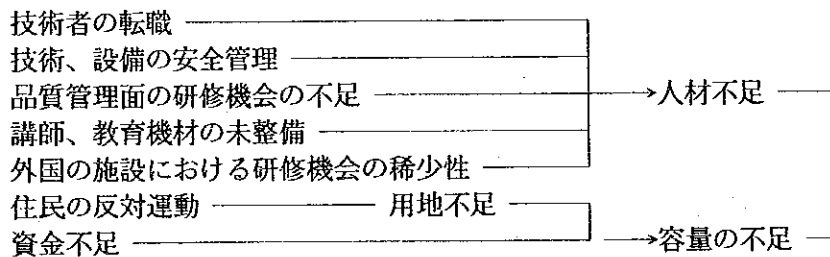 技術者の転職
技術、設備の安全管理
品質管理面の研修機会の不足 人材不足
講師、教育機材の未整備
外国の施設における研修機会の稀少性
住民の反対運動 用地不足
資金不足 容量の不足